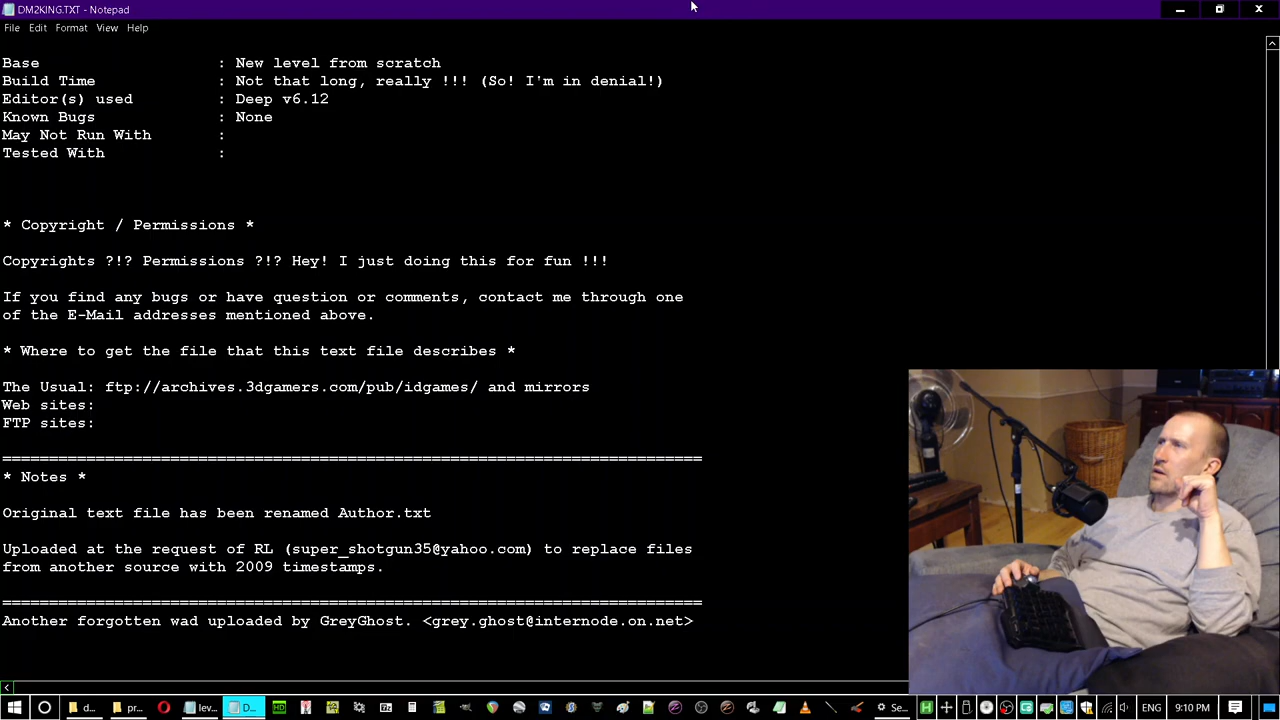 DM2KING.TXT - Notepad
File Edit Format View Help
Base : New level from scratch
Build Time : Not that long, really !!! (So! I'm in denial!)
Editor(s) used : Deep v6.12
Known Bugs : None
May Not Run With :
Tested With :
* Copyright / Permissions *
Copyrights ?!? Permissions ?!? Hey! I just doing this for fun !!!
If you find any bugs or have question or comments, contact me through one
of the E-Mail addresses mentioned above.
* Where to get the file that this text file describes *
The Usual: ftp://archives.3dgamers.com/pub/idgames/ and mirrors
Web sites:
FTP sites:
===========================================================================
* Notes *
Original text file has been renamed Author.txt
Uploaded at the request of RL (super_shotgun35@yahoo.com) to replace files
from another source with 2009 timestamps.
===========================================================================
Another forgotten wad uploaded by GreyGhost. <grey.ghost@internode.on.net>
d... pr... lev... D... HD Se... ENG 9:10 PM